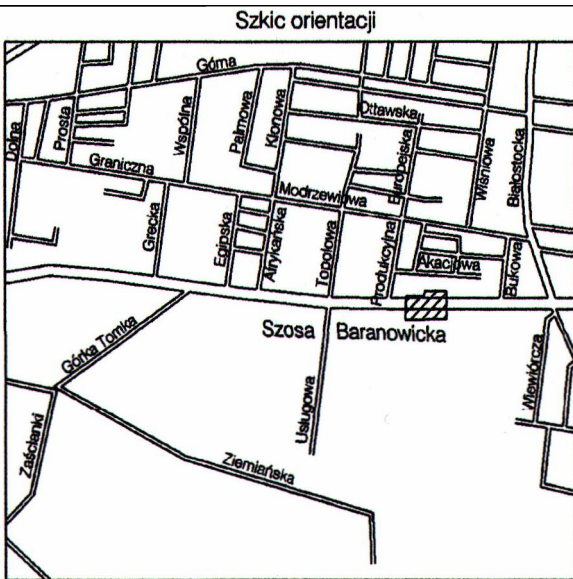 Szkic orientacji
Górna
Ottawska
Dolna
Prosta
Wspólna
Palmowa
Klonowa
Europejska
Wiśniowa
Białostocka
Graniczna
Modrzewiowa
Grecka
Egipska
Afrykańska
Topolowa
Produkcyjna
Akacjowa
Bukowa
Szosa Baranowicka
Górka Tomka
Usługowa
Wiewiórcza
Zaścianki
Ziemiańska